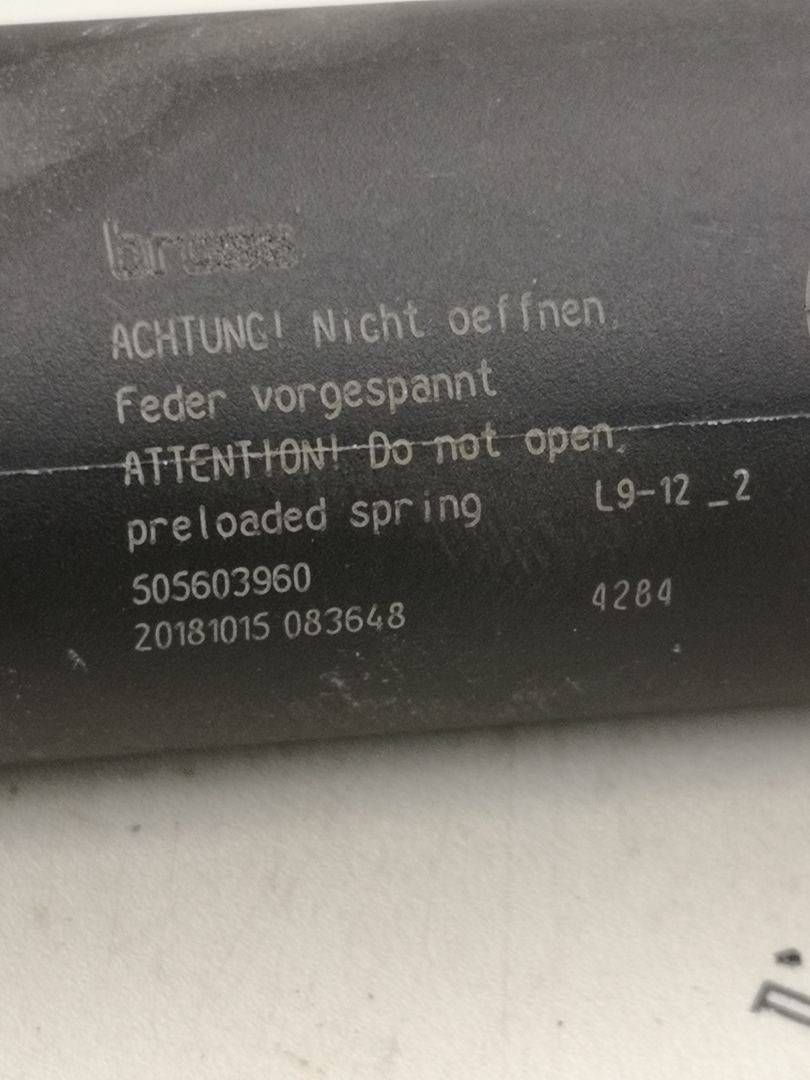 brose
ACHTUNG! Nicht oeffnen.
Feder vorgespannt
ATTENTION! Do not open.
preloaded spring L9-12 _2
505603960
20181015 083648 4284